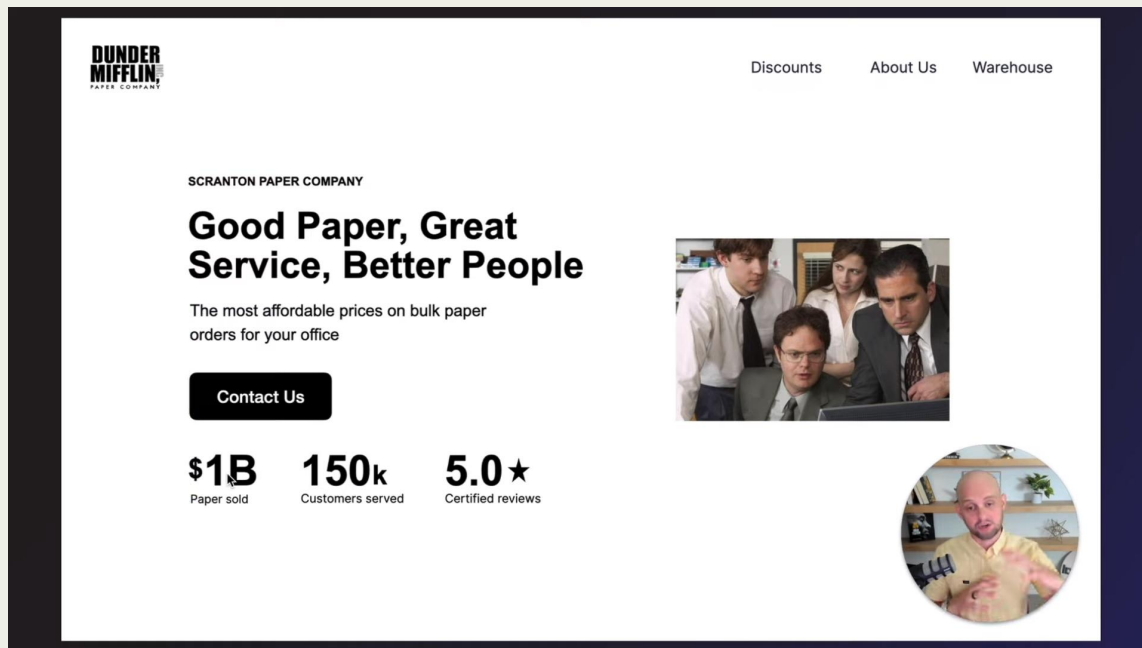 DUNDER
MIFFLIN,
PAPER COMPANY
Discounts
About Us
Warehouse
SCRANTON PAPER COMPANY
Good Paper, Great
Service, Better People
The most affordable prices on bulk paper
orders for your office
Contact Us
$1B
Paper sold
150k
Customers served
5.0★
Certified reviews